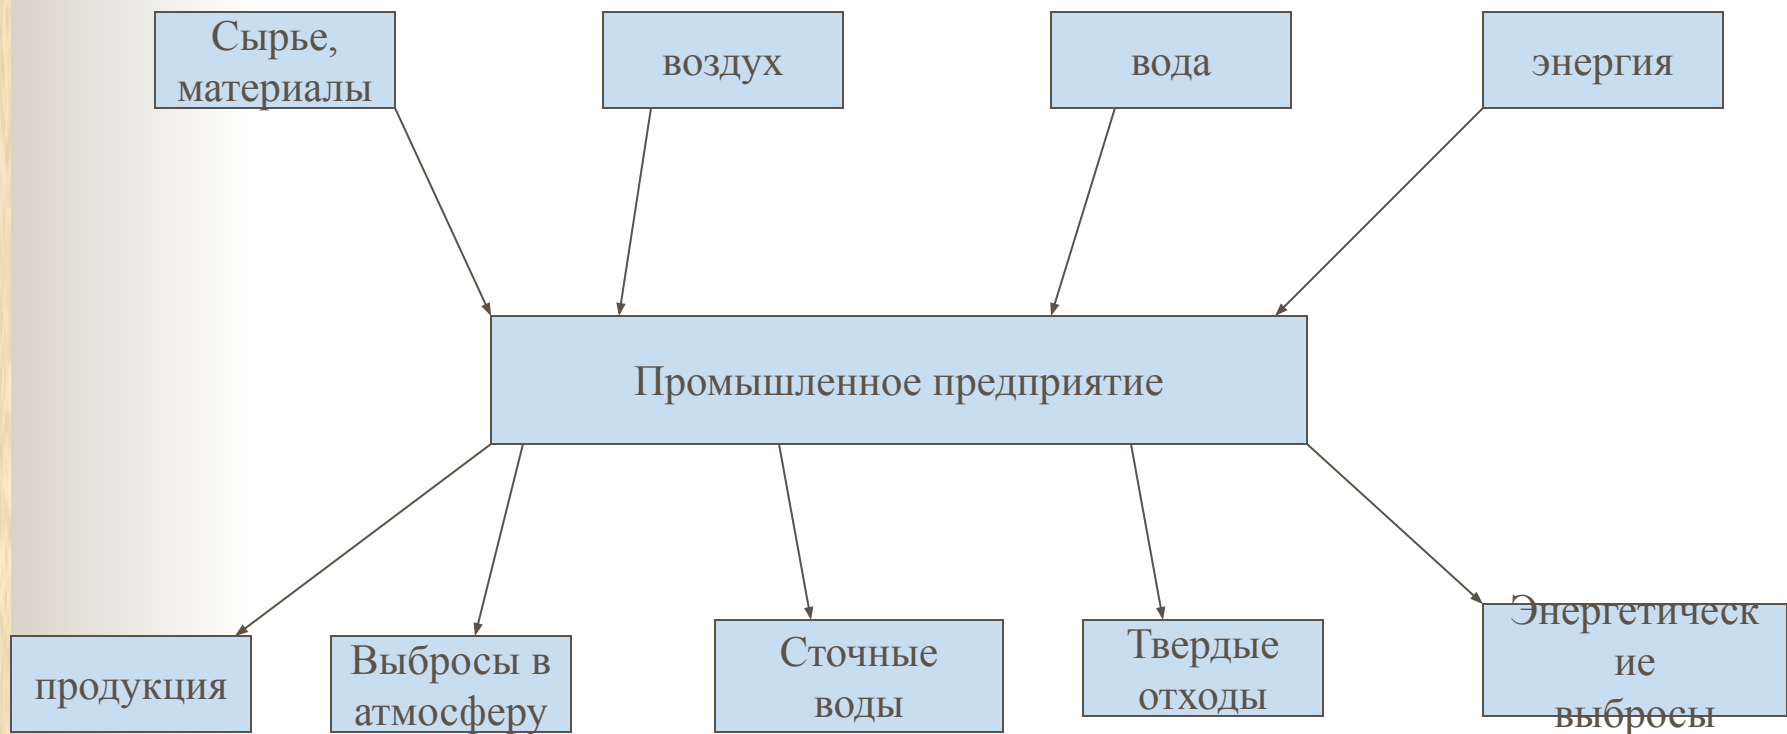 Сырье,
материалы
воздух
вода
энергия
Промышленное предприятие
продукция
Выбросы в
атмосферу
Сточные
воды
Твердые
отходы
Энергетическ
ие
выбросы